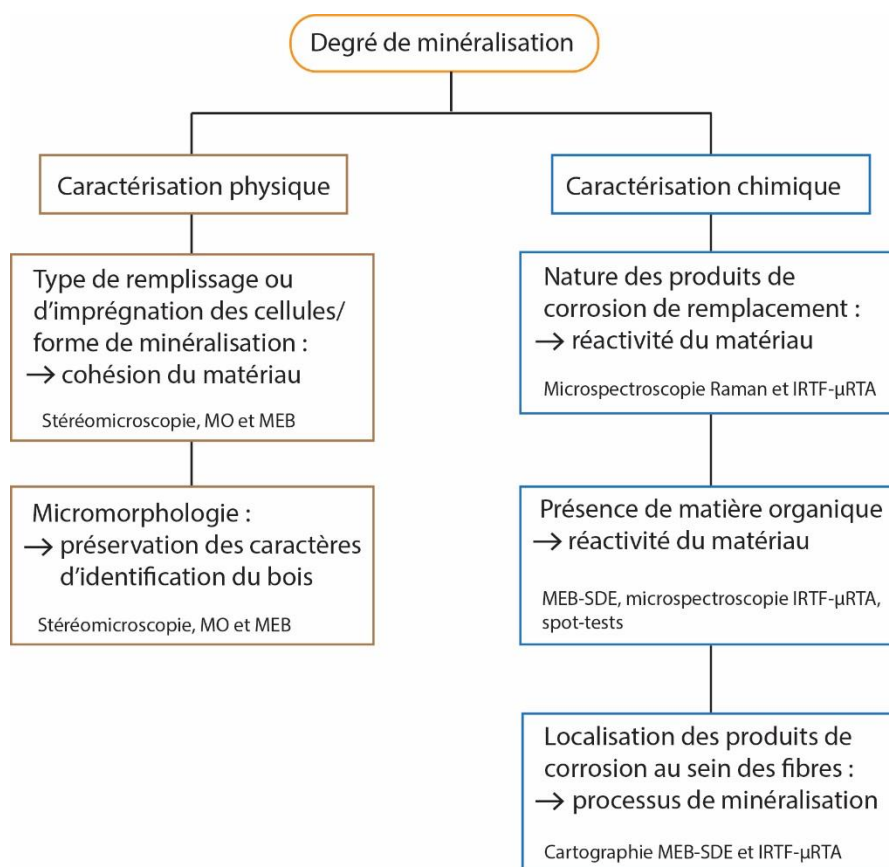 Degré de minéralisation
Caractérisation physique
Type de remplissage ou
d’imprégnation des cellules/
forme de minéralisation :
→ cohésion du matériau
Stéréomicroscopie, MO et MEB
Micromorphologie :
→ préservation des caractères
d’identification du bois
Stéréomicroscopie, MO et MEB
Caractérisation chimique
Nature des produits de
corrosion de remplacement :
→ réactivité du matériau
Microspectroscopie Raman et IRTF-µRTA
Présence de matière organique
→ réactivité du matériau
MEB-SDE, microspectroscopie IRTF-µRTA,
spot-tests
Localisation des produits de
corrosion au sein des fibres :
→ processus de minéralisation
Cartographie MEB-SDE et IRTF-µRTA